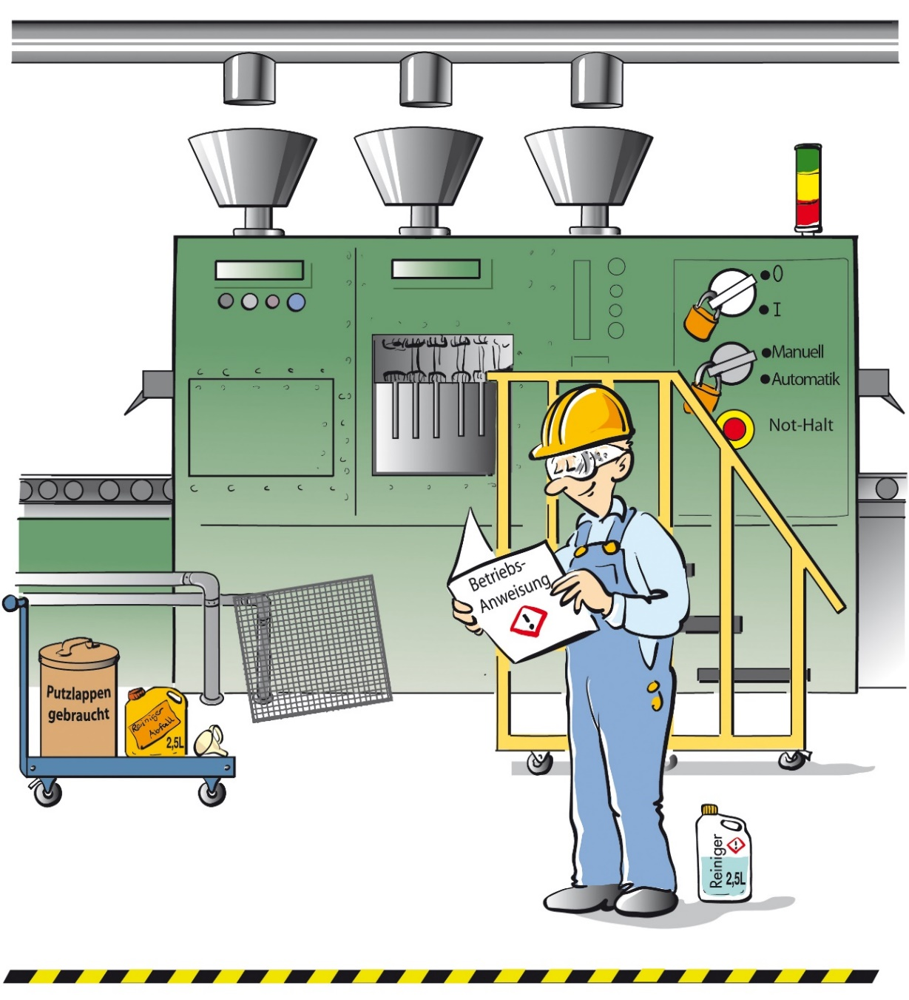 0
I
Manuell
Automatik
Not-Halt
Betriebs-
Anweisung
Putzlappen
gebraucht
Reiniger
Abfall
2,5L
Reiniger
2,5L